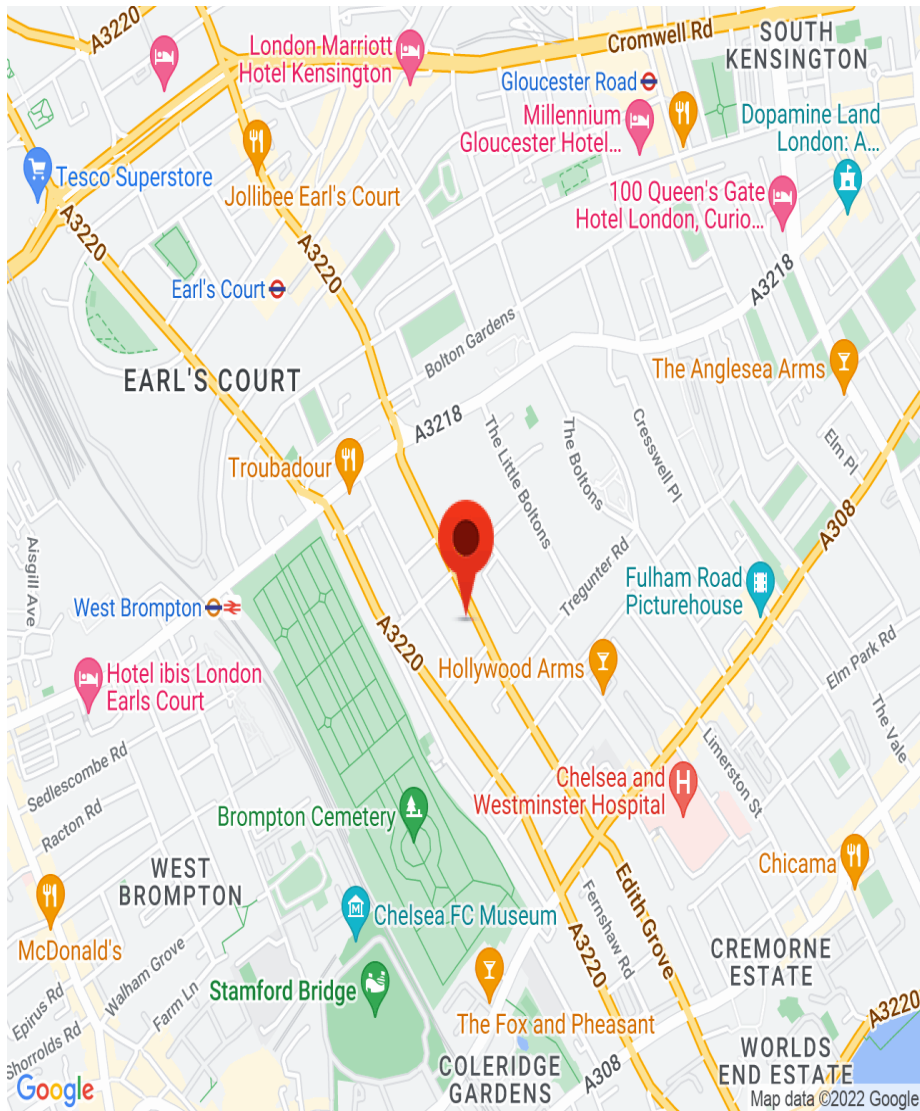 A3220
London Marriott
Hotel Kensington
Cromwell Rd
SOUTH
KENSINGTON
Gloucester Road
Millennium
Gloucester Hotel...
Dopamine Land
London: A...
Tesco Superstore
Jollibee Earl's Court
100 Queen's Gate
Hotel London, Curio...
A3220
A3220
A3218
Earl's Court
Bolton Gardens
EARL'S COURT
The Anglesea Arms
A3218
The Little Boltons
The Boltons
Cresswell Pl
Elm Pl
Troubadour
A308
Aisgill Ave
Tregunter Rd
Fulham Road
Picturehouse
West Brompton
A3220
Hollywood Arms
Elm Park Rd
Hotel ibis London
Earls Court
The Vale
Limerston St
Sedlescombe Rd
Chelsea and
Westminster Hospital
Racton Rd
Brompton Cemetery
WEST
BROMPTON
Chicama
Edith Grove
Fernshaw Rd
Chelsea FC Museum
McDonald's
Walham Grove
CREMORNE
ESTATE
A3220
Stamford Bridge
Farm Ln
Epirus Rd
The Fox and Pheasant
A3220
Shorrolds Rd
COLERIDGE
GARDENS
A308
WORLDS
END ESTATE
Google
Map data ©2022 Google